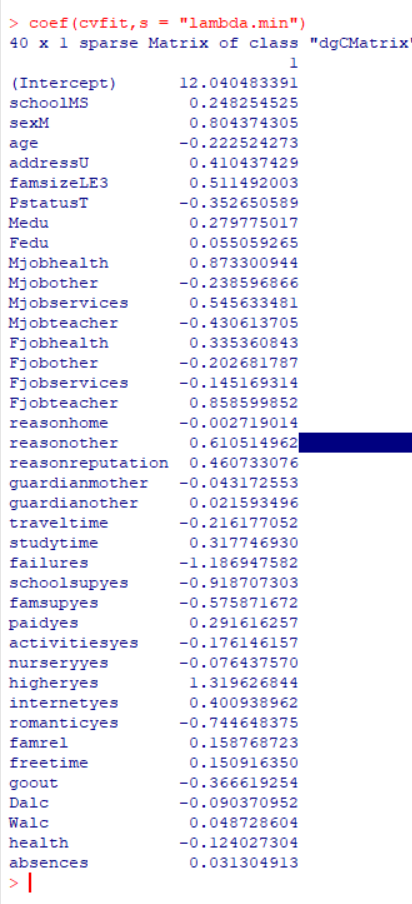 > coef(cvfit,s = "lambda.min")
40 x 1 sparse Matrix of class "dgCMatrix"
1
(Intercept) 12.040483391
schoolMS 0.248254525
sexM 0.804374305
age -0.222524273
addressU 0.410437429
famsizeLE3 0.511492003
PstatusT -0.352650589
Medu 0.279775017
Fedu 0.055059265
Mjobhealth 0.873300944
Mjobother -0.238596866
Mjobservices 0.545633481
Mjobteacher -0.430613705
Fjobhealth 0.335360843
Fjobother -0.202681787
Fjobservices -0.145169314
Fjobteacher 0.858599852
reasonhome -0.002719014
reasonother 0.610514962
reasonreputation 0.460733076
guardianmother -0.043172553
guardianother 0.021593496
traveltime -0.216177052
studytime 0.317746930
failures -1.186947582
schoolsupyes -0.918707303
famsupyes -0.575871672
paidyes 0.291616257
activitiesyes -0.176146157
nurseryyes -0.076437570
higheryes 1.319626844
internetyes 0.400938962
romanticyes -0.744648375
famrel 0.158768723
freetime 0.150916350
goout -0.366619254
Dalc -0.090370952
Walc 0.048728604
health -0.124027304
absences 0.031304913
>